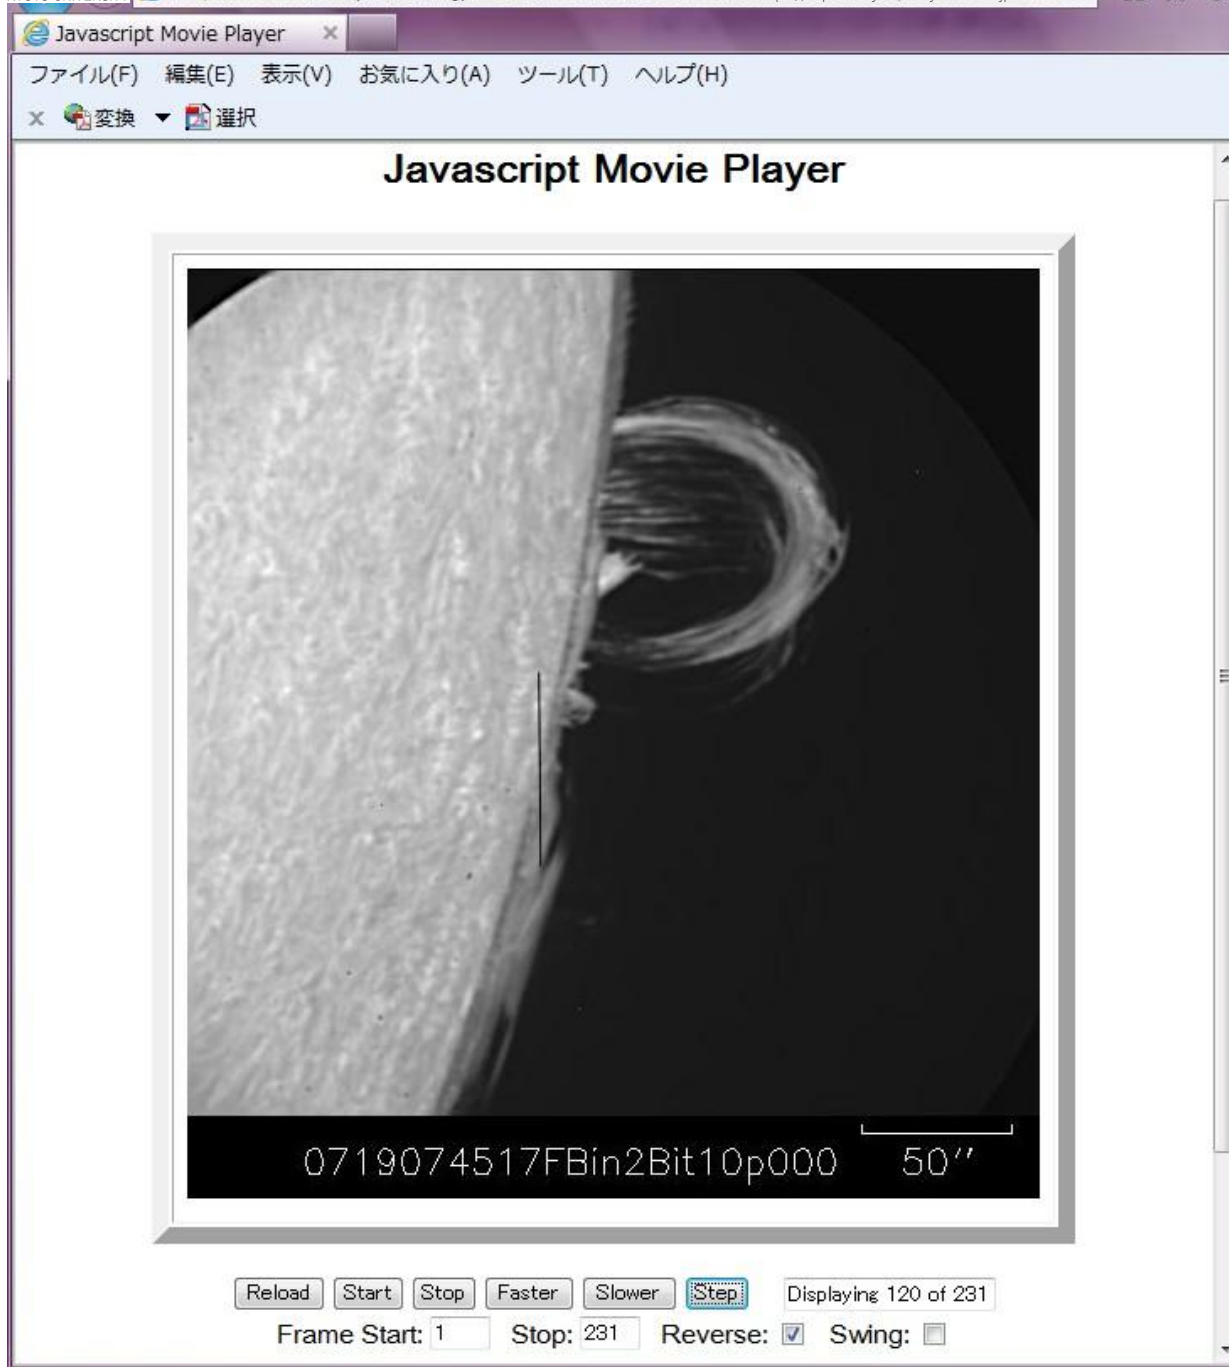 Javascript Movie Player
ファイル(F) 編集(E) 表示(V) お気に入り(A) ツール(T) ヘルプ(H)
x 変換 選択
Javascript Movie Player
0719074517FBin2Bit10p000 50′′
Reload Start Stop Faster Slower Step Displaying 120 of 231
Frame Start: 1 Stop: 231 Reverse: Swing: